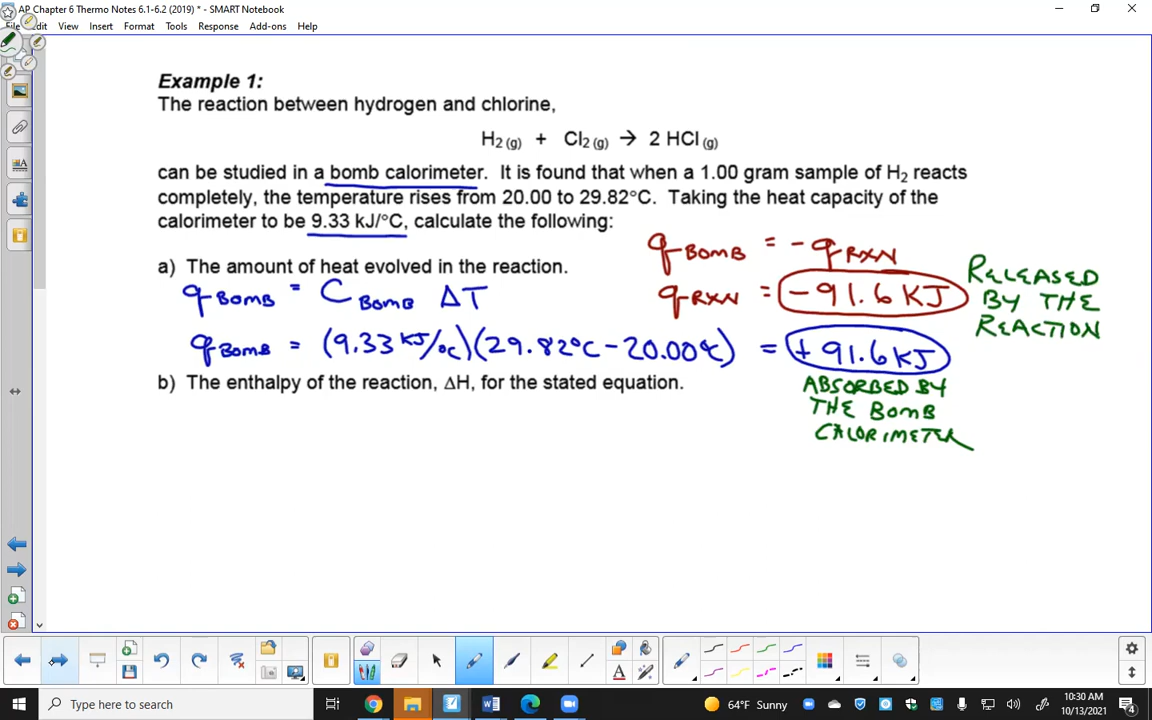 AP Chapter 6 Thermo Notes 6.1-6.2 (2019) * - SMART Notebook
File Edit View Insert Format Tools Resource Add-ons Help
Example 1:
The reaction between hydrogen and chlorine,
H2 (g) + Cl2 (g) → 2 HCl (g)
can be studied in a bomb calorimeter. It is found that when a 1.00 gram sample of H2 reacts
completely, the temperature rises from 20.00 to 29.82°C. Taking the heat capacity of the
calorimeter to be 9.33 kJ/°C, calculate the following:
qBOMB = -qRXN
a) The amount of heat evolved in the reaction.
qRXN = -91.6 KJ
RELEASED
BY THE
REACTION
qBOMB = CBOMB ΔT
qBOMB = (9.33 KJ/°C)(29.82°C - 20.00°C) = +91.6 KJ
b) The enthalpy of the reaction, ΔH, for the stated equation.
ABSORBED BY
THE BOMB
CALORIMETER
A
Type here to search
64°F Sunny
10:30 AM
10/13/2021
4